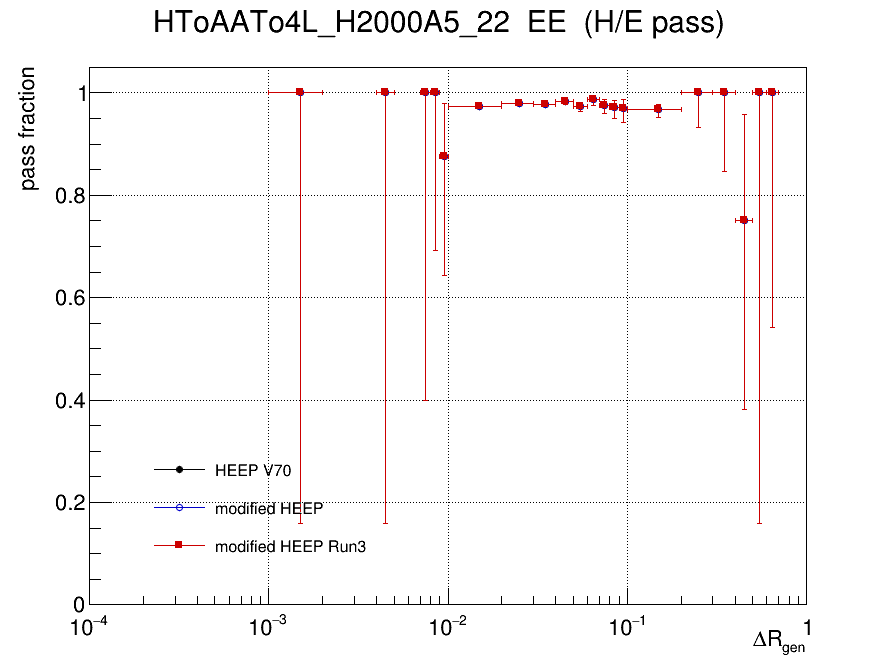 HToAATo4L_H2000A5_22 EE (H/E pass)
pass fraction
1
0.8
0.6
0.4
0.2
0
HEEP V70
modified HEEP
modified HEEP Run3
10⁻⁴ 10⁻³ 10⁻² 10⁻¹ 1
ΔR_gen